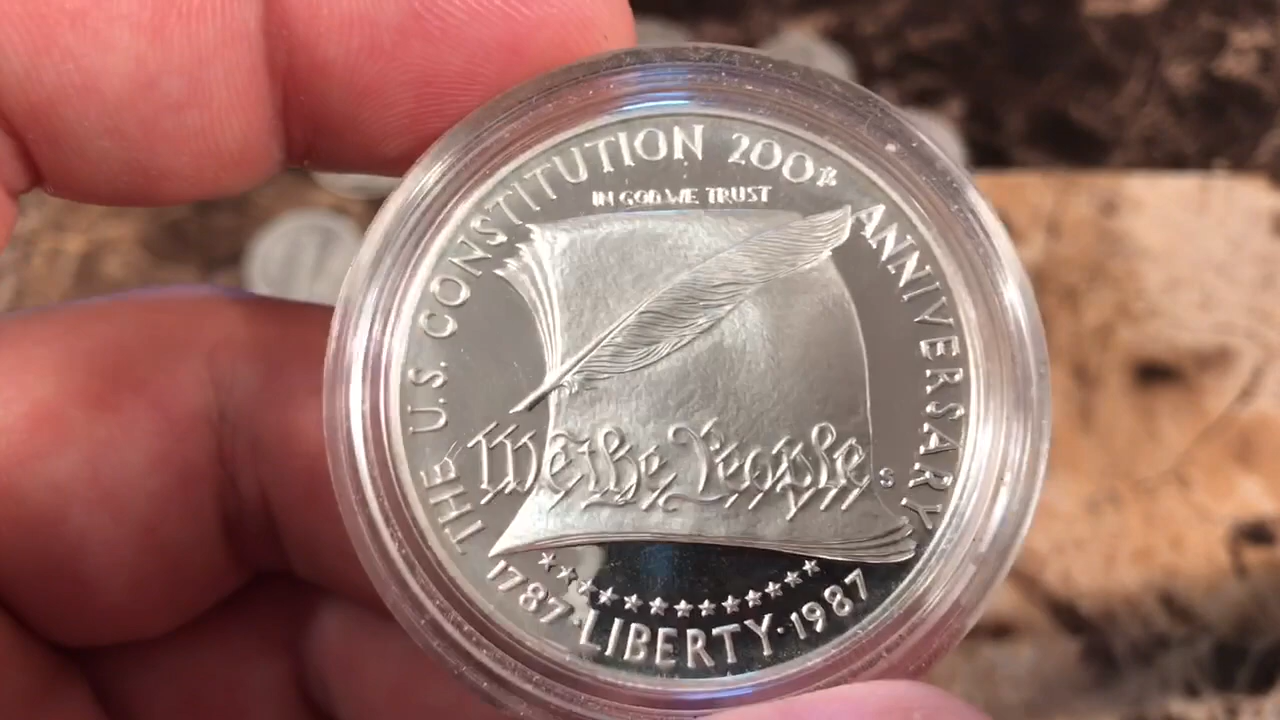 THE U.S. CONSTITUTION 200th ANNIVERSARY
IN GOD WE TRUST
We the People
S
1787·LIBERTY·1987